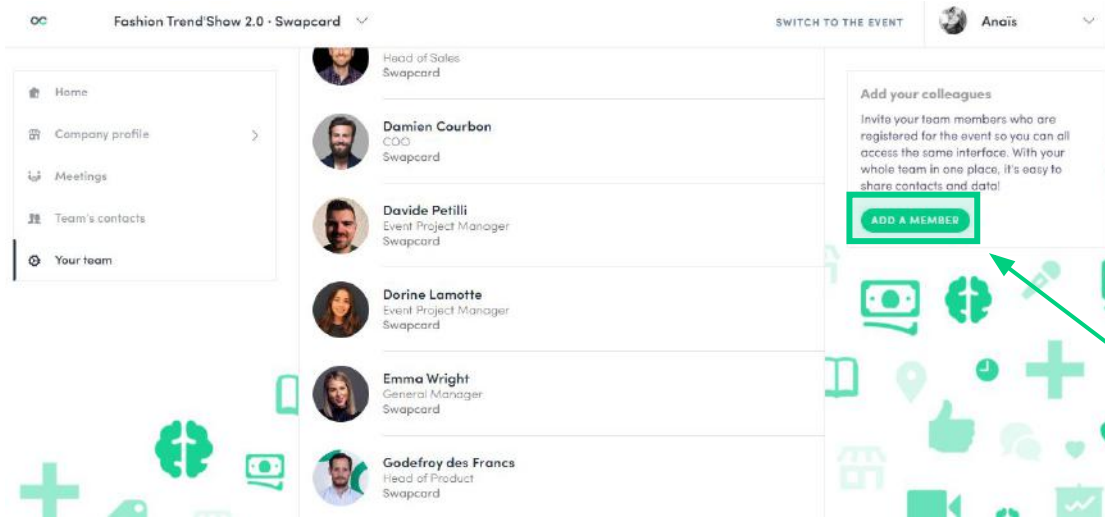 Fashion Trend'Show 2.0 · Swapcard
SWITCH TO THE EVENT
Anaïs
Home
Company profile
Meetings
Team's contacts
Your team
Head of Sales
Swapcard
Damien Courbon
COO
Swapcard
Davide Petilli
Event Project Manager
Swapcard
Dorine Lamotte
Event Project Manager
Swapcard
Emma Wright
General Manager
Swapcard
Godefroy des Francs
Head of Product
Swapcard
Add your colleagues
Invite your team members who are
registered for the event so you can all
access the same interface. With your
whole team in one place, it's easy to
share contacts and data!
ADD A MEMBER